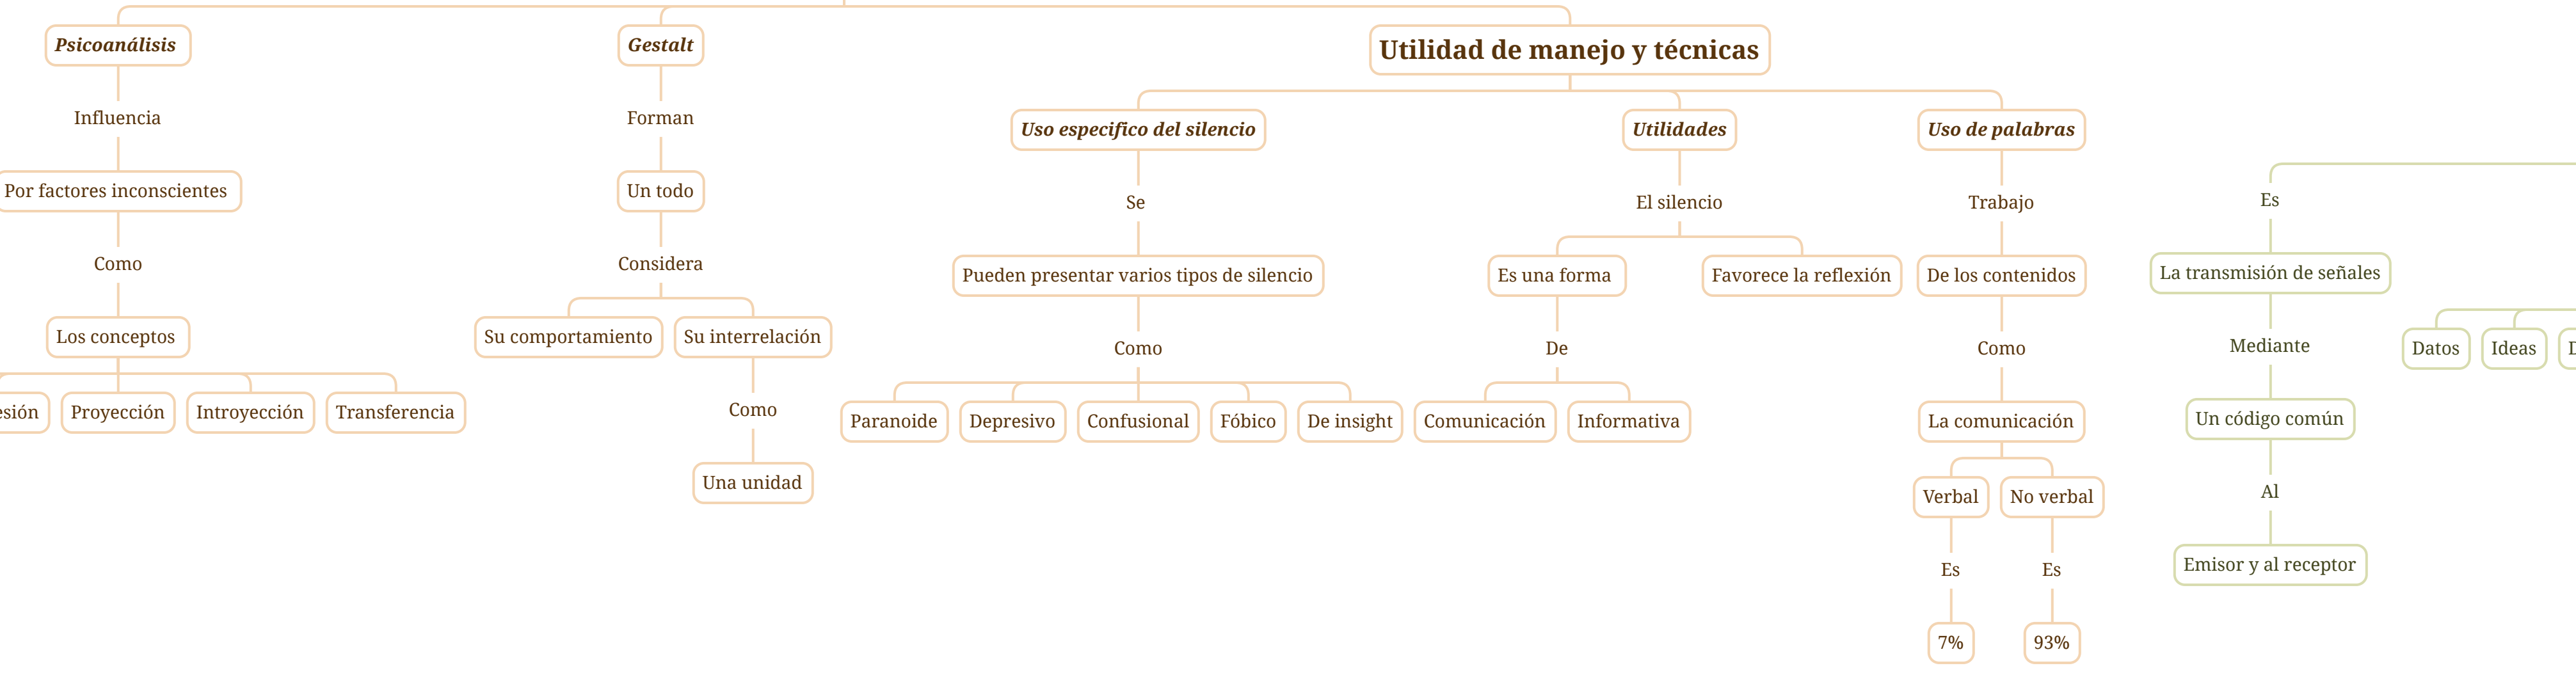 Psicoanálisis
Influencia
Por factores inconscientes
Como
Los conceptos
esión
Proyección
Introyección
Transferencia
Gestalt
Forman
Un todo
Considera
Su comportamiento
Su interrelación
Como
Una unidad
Utilidad de manejo y técnicas
Uso especifico del silencio
Se
Pueden presentar varios tipos de silencio
Como
Paranoide
Depresivo
Confusional
Fóbico
De insight
Utilidades
El silencio
Es una forma
De
Comunicación
Informativa
Favorece la reflexión
Uso de palabras
Trabajo
De los contenidos
Como
La comunicación
Verbal
Es
7%
No verbal
Es
93%
Es
La transmisión de señales
Mediante
Un código común
Al
Emisor y al receptor
Datos
Ideas